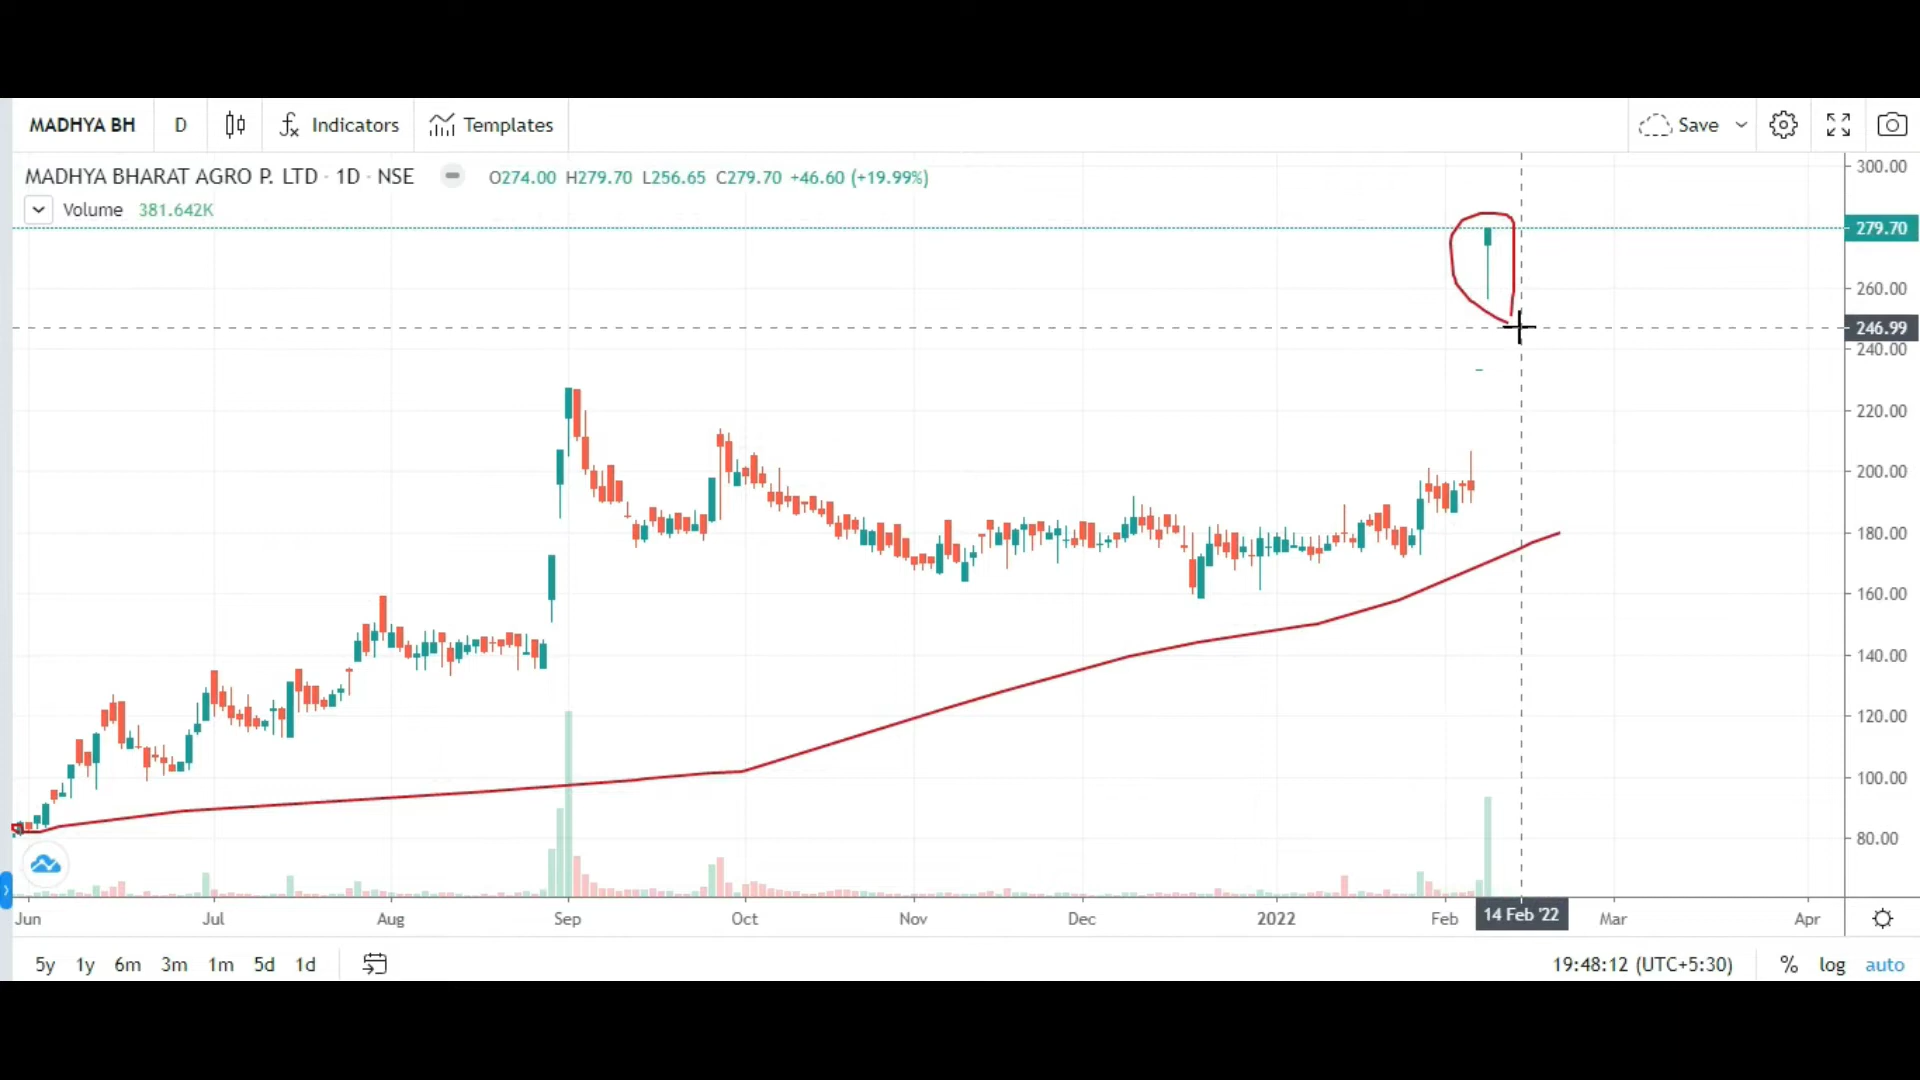 MADHYA BH D Indicators Templates Save
MADHYA BHARAT AGRO P. LTD · 1D · NSE O274.00 H279.70 L256.65 C279.70 +46.60 (+19.99%)
Volume 381.642K
300.00
279.70
260.00
246.99
240.00
220.00
200.00
180.00
160.00
140.00
120.00
100.00
80.00
Jun Jul Aug Sep Oct Nov Dec 2022 Feb 14 Feb '22 Mar Apr
5y 1y 6m 3m 1m 5d 1d 19:48:12 (UTC+5:30) % log auto